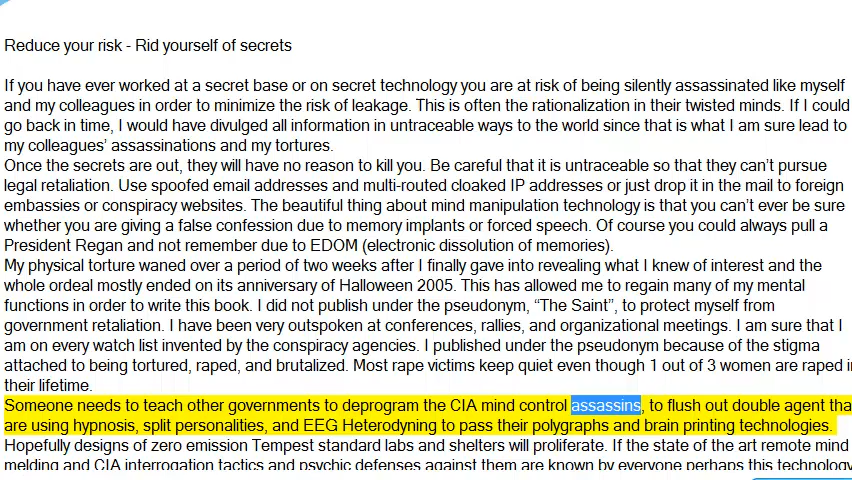 Reduce your risk - Rid yourself of secrets
If you have ever worked at a secret base or on secret technology you are at risk of being silently assassinated like myself
and my colleagues in order to minimize the risk of leakage. This is often the rationalization in their twisted minds. If I could
go back in time, I would have divulged all information in untraceable ways to the world since that is what I am sure lead to
my colleagues’ assassinations and my tortures.
Once the secrets are out, they will have no reason to kill you. Be careful that it is untraceable so that they can’t pursue
legal retaliation. Use spoofed email addresses and multi-routed cloaked IP addresses or just drop it in the mail to foreign
embassies or conspiracy websites. The beautiful thing about mind manipulation technology is that you can’t ever be sure
whether you are giving a false confession due to memory implants or forced speech. Of course you could always pull a
President Regan and not remember due to EDOM (electronic dissolution of memories).
My physical torture waned over a period of two weeks after I finally gave into revealing what I knew of interest and the
whole ordeal mostly ended on its anniversary of Halloween 2005. This has allowed me to regain many of my mental
functions in order to write this book. I did not publish under the pseudonym, “The Saint”, to protect myself from
government retaliation. I have been very outspoken at conferences, rallies, and organizational meetings. I am sure that I
am on every watch list invented by the conspiracy agencies. I published under the pseudonym because of the stigma
attached to being tortured, raped, and brutalized. Most rape victims keep quiet even though 1 out of 3 women are raped i
their lifetime.
Someone needs to teach other governments to deprogram the CIA mind control assassins, to flush out double agent tha
are using hypnosis, split personalities, and EEG Heterodyning to pass their polygraphs and brain printing technologies.
Hopefully designs of zero emission Tempest standard labs and shelters will proliferate. If the state of the art remote mind
melding and CIA interrogation tactics and psychic defenses against them are known by everyone perhaps this technology